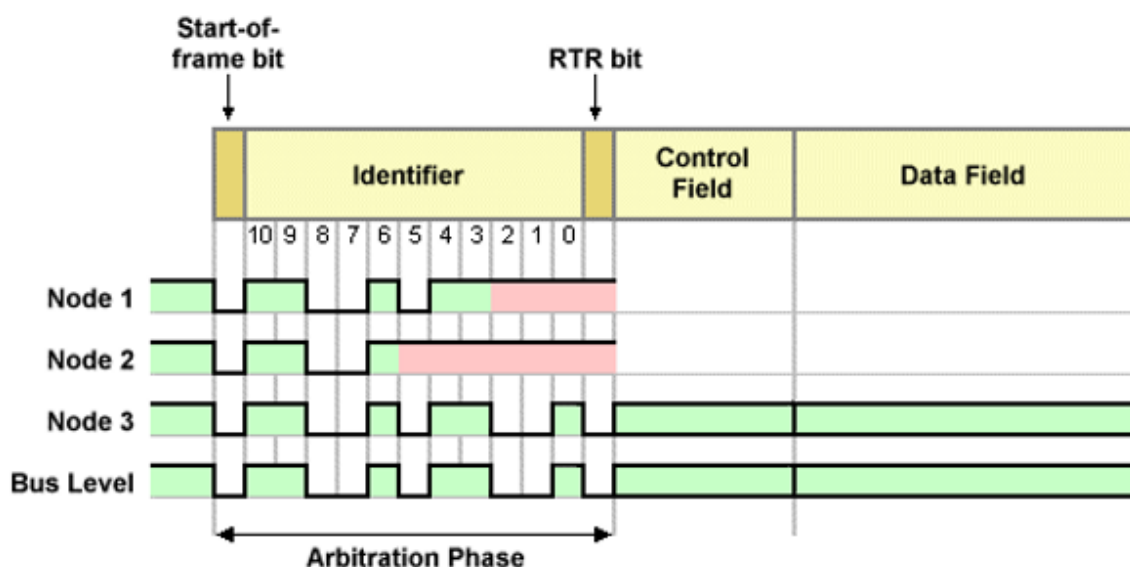 Start-of-
frame bit
RTR bit
Identifier
Control
Field
Data Field
10 9 8 7 6 5 4 3 2 1 0
Node 1
Node 2
Node 3
Bus Level
Arbitration Phase